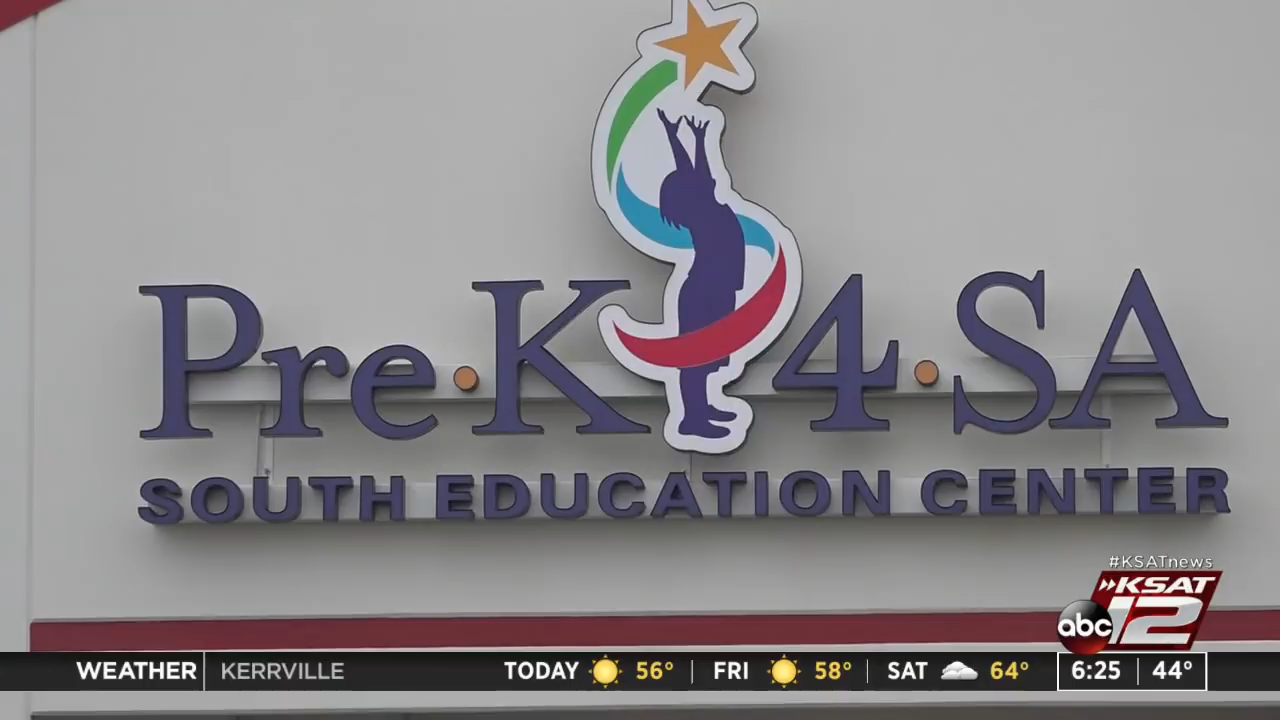 Pre·K 4·SA
SOUTH EDUCATION CENTER
#KSATnews
KSAT
abc 12
WEATHER KERRVILLE TODAY 56° FRI 58° SAT 64° 6:25 44°